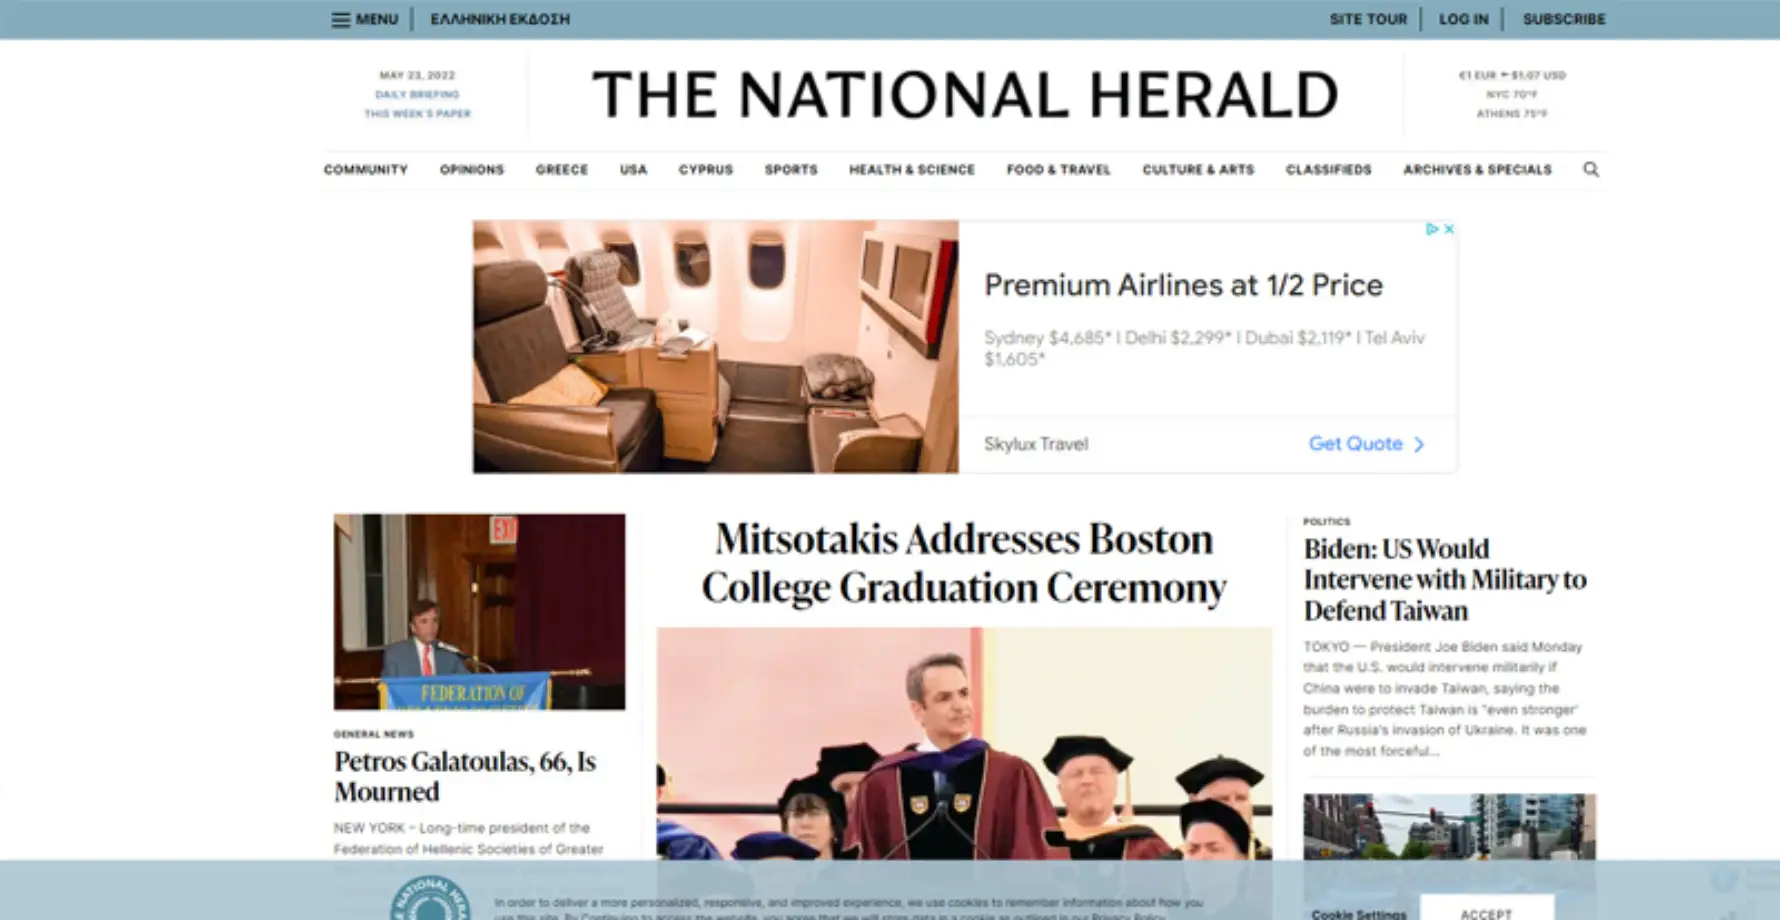 MENU
ΕΛΛΗΝΙΚΗ ΕΚΔΟΣΗ
SITE TOUR
LOG IN
SUBSCRIBE
MAY 23, 2022
DAILY BRIEFING
THIS WEEK'S PAPER
THE NATIONAL HERALD
€1 EUR = $1.07 USD
NYC 70°F
ATHENS 75°F
COMMUNITY
OPINIONS
GREECE
USA
CYPRUS
SPORTS
HEALTH & SCIENCE
FOOD & TRAVEL
CULTURE & ARTS
CLASSIFIEDS
ARCHIVES & SPECIALS
Premium Airlines at 1/2 Price
Sydney $4,685* | Delhi $2,299* | Dubai $2,119* | Tel Aviv
$1,605*
Skylux Travel
Get Quote
EXIT
FEDERATION OF
GENERAL NEWS
Petros Galatoulas, 66, Is
Mourned
NEW YORK – Long-time president of the
Federation of Hellenic Societies of Greater
Mitsotakis Addresses Boston
College Graduation Ceremony
POLITICS
Biden: US Would
Intervene with Military to
Defend Taiwan
TOKYO — President Joe Biden said Monday
that the U.S. would intervene militarily if
China were to invade Taiwan, saying the
burden to protect Taiwan is "even stronger'
after Russia's invasion of Ukraine. It was one
of the most forceful...
NATIONAL HERA
In order to deliver a more personalized, responsive, and improved experience, we use cookies to remember information about how you
use this site. By Continuing to access the website, you agree that we will store data in a cookie as outlined in our Privacy Policy.
Cookie Settings
ACCEPT